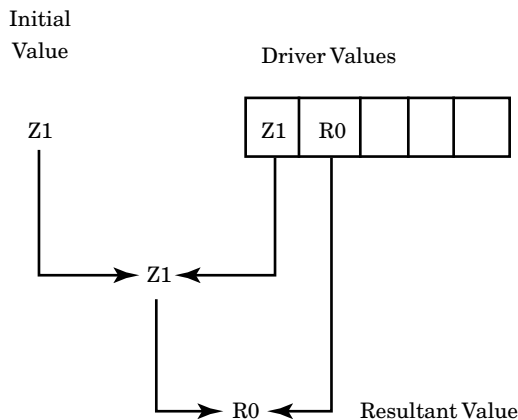 Initial
Value
Driver Values
Z1
Z1
R0
Z1
R0
Resultant Value